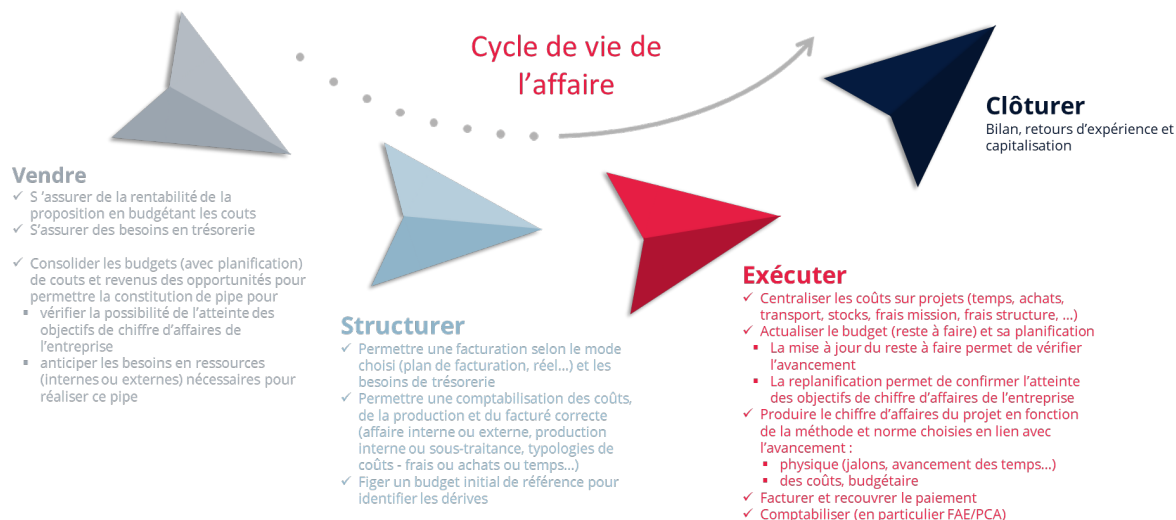 Cycle de vie de
l'affaire
Vendre
✓ S 'assurer de la rentabilité de la
proposition en budgétant les couts
✓ S'assurer des besoins en trésorerie
✓ Consolider les budgets (avec planification)
de couts et revenus des opportunités pour
permettre la constitution de pipe pour
▪ vérifier la possibilité de l'atteinte des
objectifs de chiffre d'affaires de
l'entreprise
▪ anticiper les besoins en ressources
(internes ou externes) nécessaires pour
réaliser ce pipe
Structurer
✓ Permettre une facturation selon le mode
choisi (plan de facturation, réel...) et les
besoins de trésorerie
✓ Permettre une comptabilisation des coûts,
de la production et du facturé correcte
(affaire interne ou externe, production
interne ou sous-traitance, typologies de
coûts - frais ou achats ou temps...)
✓ Figer un budget initial de référence pour
identifier les dérives
Exécuter
✓ Centraliser les coûts sur projets (temps, achats,
transport, stocks, frais mission, frais structure, ...)
✓ Actualiser le budget (reste à faire) et sa planification
▪ La mise à jour du reste à faire permet de vérifier
l'avancement
▪ La replanification permet de confirmer l'atteinte
des objectifs de chiffre d'affaires de l'entreprise
✓ Produire le chiffre d'affaires du projet en fonction
de la méthode et norme choisies en lien avec
l'avancement :
▪ physique (jalons, avancement des temps...)
▪ des coûts, budgétaire
✓ Facturer et recouvrer le paiement
✓ Comptabiliser (en particulier FAE/PCA)
Clôturer
Bilan, retours d'expérience et
capitalisation